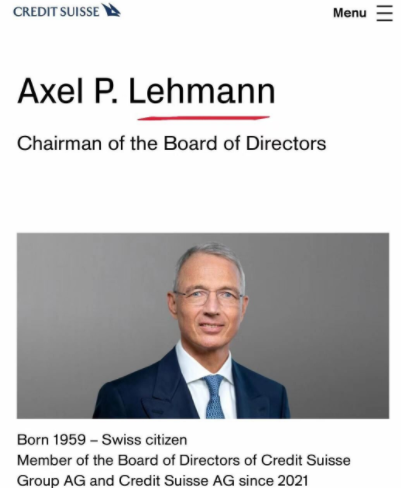 CREDIT SUISSE
Menu
Axel P. Lehmann
Chairman of the Board of Directors
Born 1959 – Swiss citizen
Member of the Board of Directors of Credit Suisse
Group AG and Credit Suisse AG since 2021